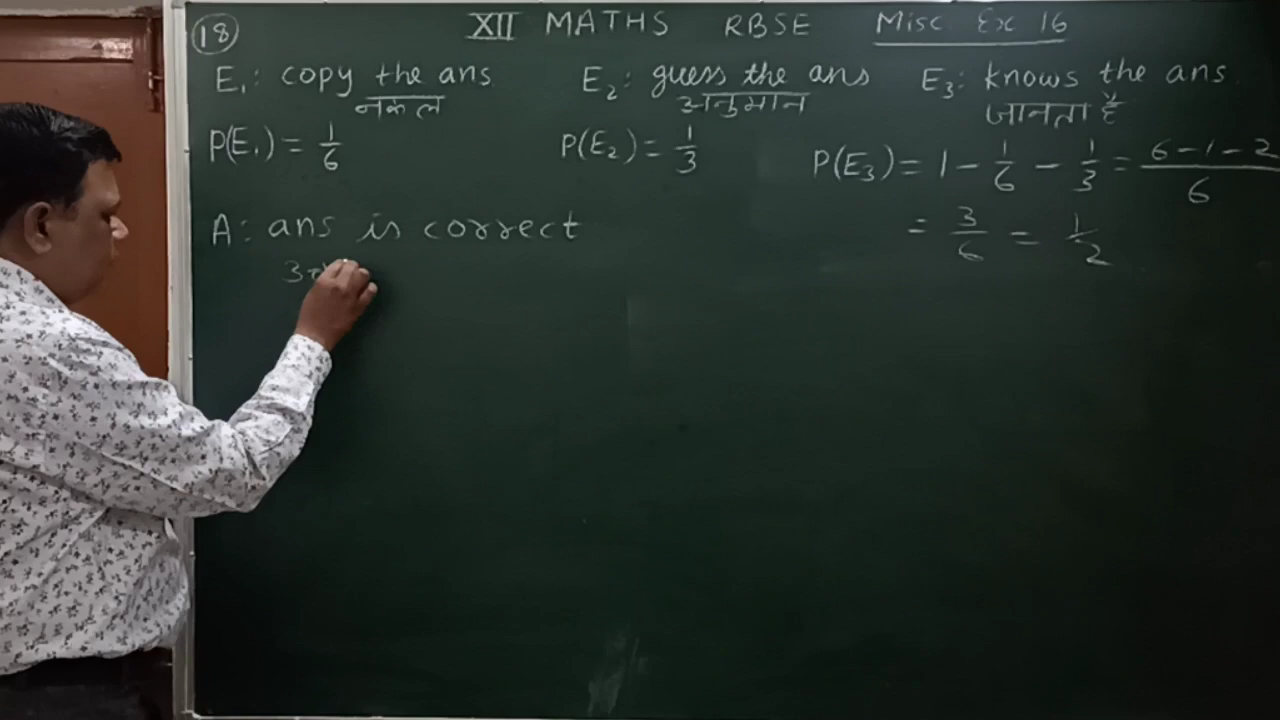 18 XII MATHS RBSE Misc Ex 16
E₁: copy the ans E₂: guess the ans E₃: knows the ans
नकल अनुमान जानता है
P(E₁) = 1/6 P(E₂) = 1/3 P(E₃) = 1 - 1/6 - 1/3 = 6-1-2/6
A: ans is correct = 3/6 = 1/2